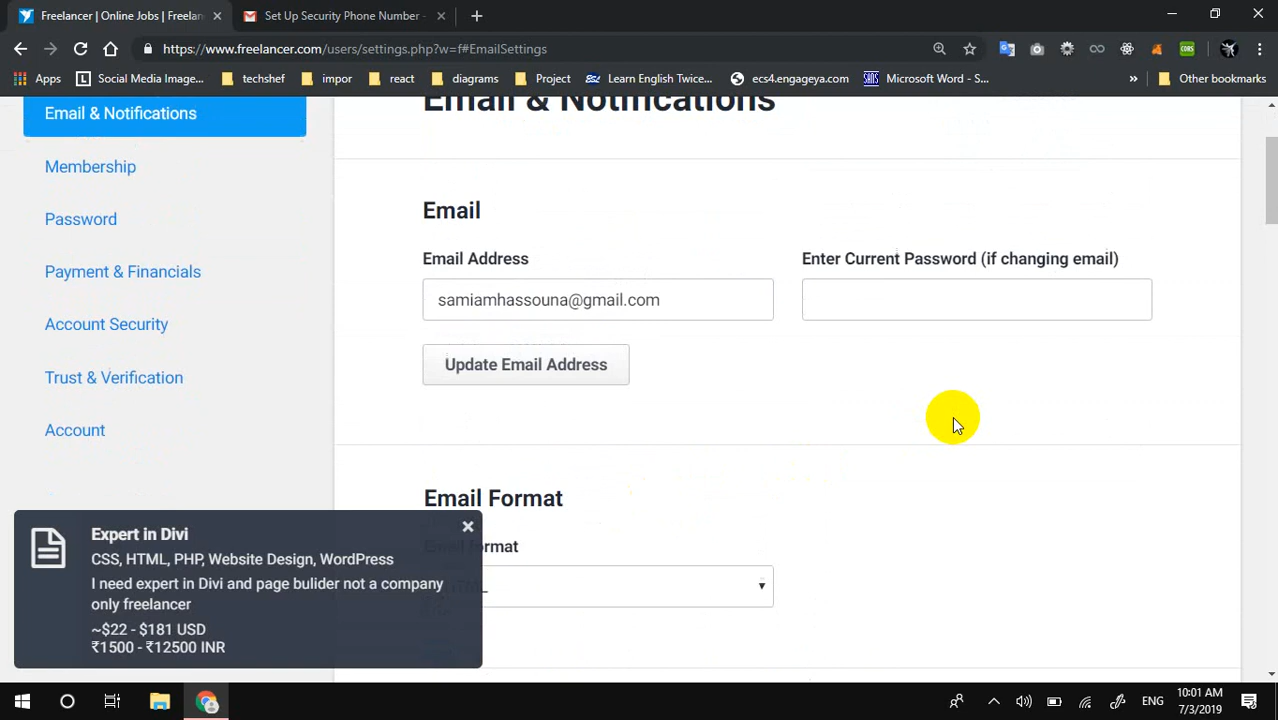 Freelancer | Online Jobs | Freelan
Set Up Security Phone Number -
https://www.freelancer.com/users/settings.php?w=f#EmailSettings
Apps
Social Media Image...
techshef
impor
react
diagrams
Project
Learn English Twice...
ecs4.engageya.com
Microsoft Word - S...
»
Other bookmarks
Email & Notifications
Membership
Password
Payment & Financials
Account Security
Trust & Verification
Account
Email & Notifications
Email
Email Address
Enter Current Password (if changing email)
samiamhassouna@gmail.com
Update Email Address
Email Format
Email Format
HTML
Expert in Divi
CSS, HTML, PHP, Website Design, WordPress
I need expert in Divi and page bulider not a company
only freelancer
~$22 - $181 USD
₹1500 - ₹12500 INR
ENG
10:01 AM
7/3/2019